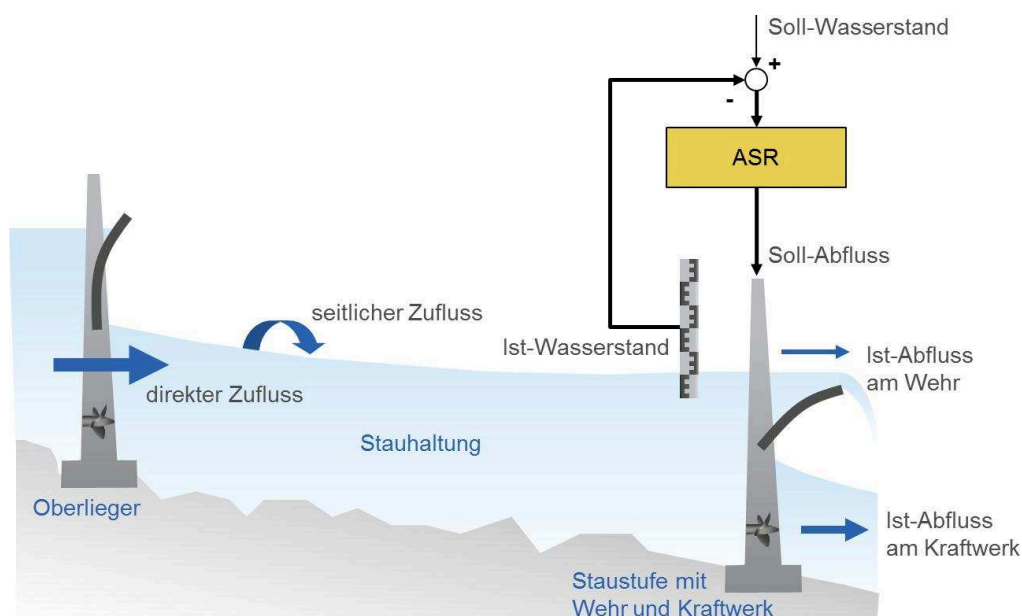 Soll-Wasserstand
+
-
ASR
Soll-Abfluss
seitlicher Zufluss
Ist-Wasserstand
direkter Zufluss
Ist-Abfluss
am Wehr
Stauhaltung
Oberlieger
Ist-Abfluss
am Kraftwerk
Staustufe mit
Wehr und Kraftwerk